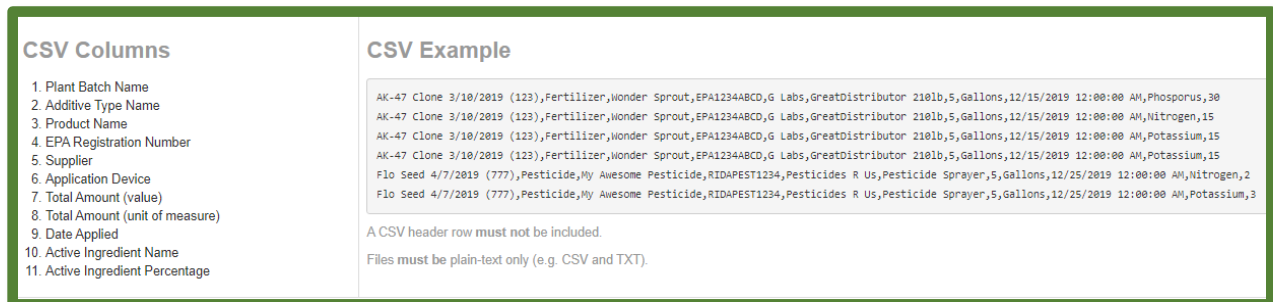 CSV Columns
1. Plant Batch Name
2. Additive Type Name
3. Product Name
4. EPA Registration Number
5. Supplier
6. Application Device
7. Total Amount (value)
8. Total Amount (unit of measure)
9. Date Applied
10. Active Ingredient Name
11. Active Ingredient Percentage
CSV Example
AK-47 Clone 3/10/2019 (123),Fertilizer,Wonder Sprout,EPA1234ABCD,G Labs,GreatDistributor 210lb,5,Gallons,12/15/2019 12:00:00 AM,Phosporus,30
AK-47 Clone 3/10/2019 (123),Fertilizer,Wonder Sprout,EPA1234ABCD,G Labs,GreatDistributor 210lb,5,Gallons,12/15/2019 12:00:00 AM,Nitrogen,15
AK-47 Clone 3/10/2019 (123),Fertilizer,Wonder Sprout,EPA1234ABCD,G Labs,GreatDistributor 210lb,5,Gallons,12/15/2019 12:00:00 AM,Potassium,15
AK-47 Clone 3/10/2019 (123),Fertilizer,Wonder Sprout,EPA1234ABCD,G Labs,GreatDistributor 210lb,5,Gallons,12/15/2019 12:00:00 AM,Potassium,15
Flo Seed 4/7/2019 (777),Pesticide,My Awesome Pesticide,RIDAPEST1234,Pesticides R Us,Pesticide Sprayer,5,Gallons,12/25/2019 12:00:00 AM,Nitrogen,2
Flo Seed 4/7/2019 (777),Pesticide,My Awesome Pesticide,RIDAPEST1234,Pesticides R Us,Pesticide Sprayer,5,Gallons,12/25/2019 12:00:00 AM,Potassium,3
A CSV header row must not be included.
Files must be plain-text only (e.g. CSV and TXT).